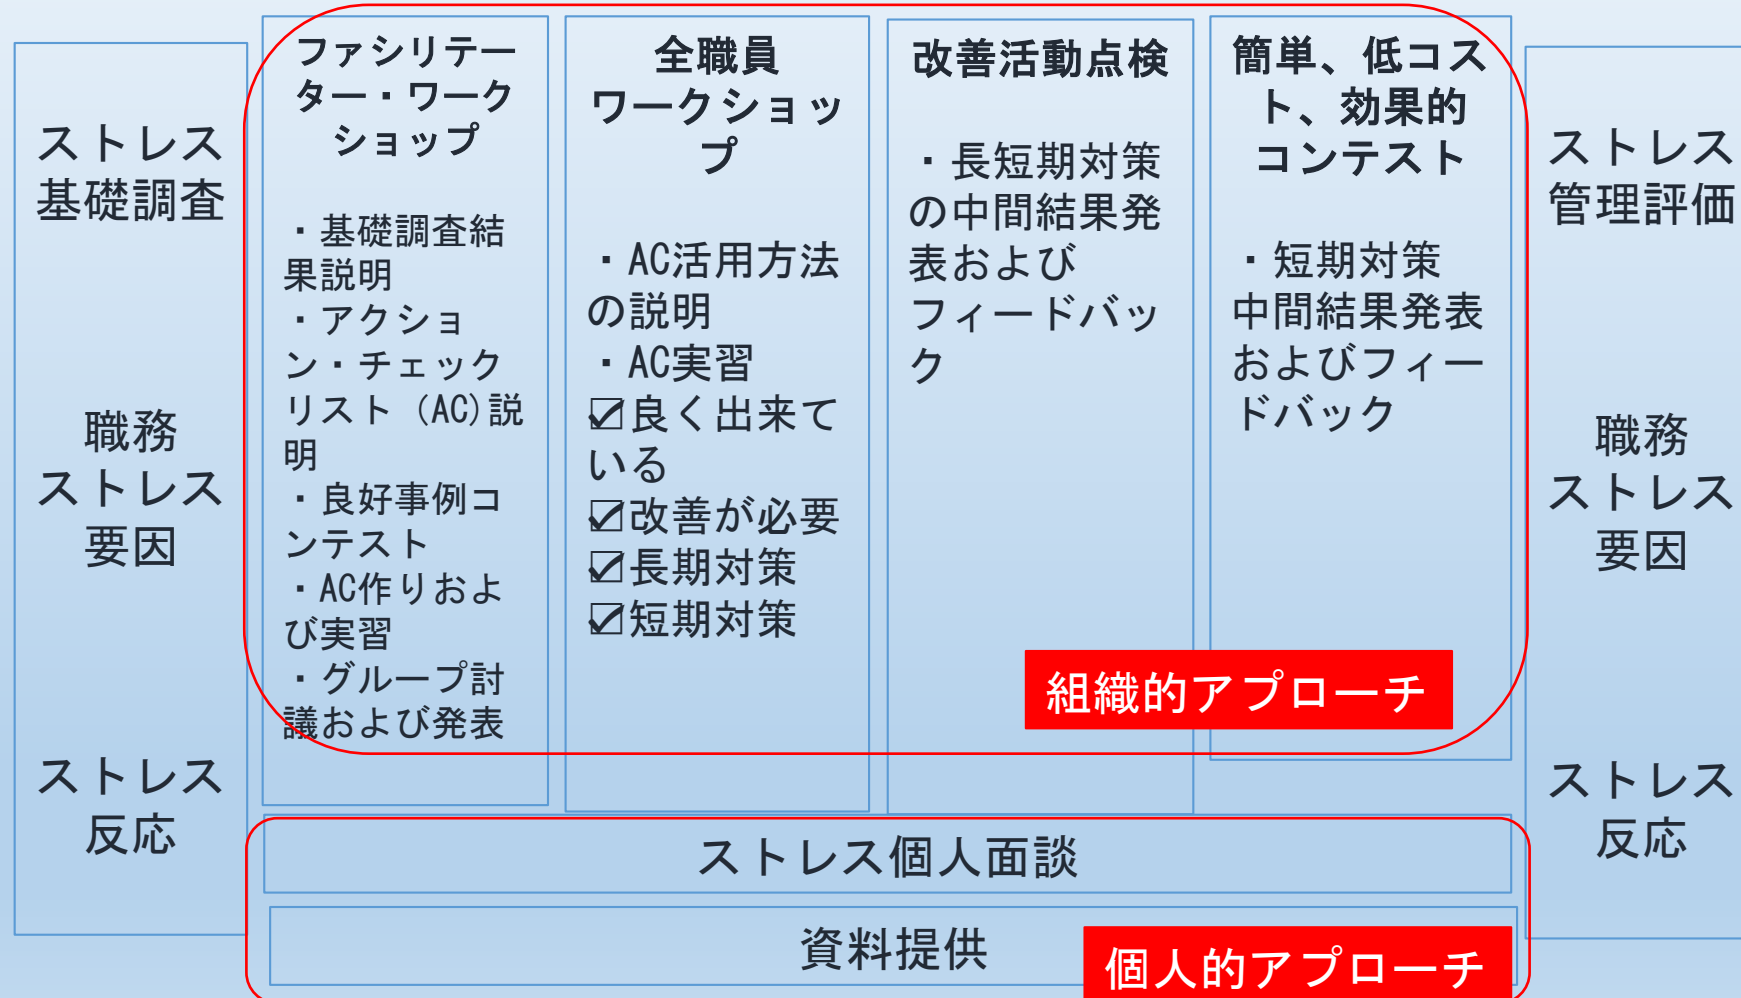 ストレス
基礎調査
職務
ストレス
要因
ストレス
反応
ファシリテー
ター・ワーク
ショップ
・基礎調査結
果説明
・アクショ
ン・チェック
リスト（AC)説
明
・良好事例コ
ンテスト
・AC作りおよ
び実習
・グループ討
議および発表
全職員
ワークショッ
プ
・AC活用方法
の説明
・AC実習
☑良く出来て
いる
☑改善が必要
☑長期対策
☑短期対策
改善活動点検
・長短期対策
の中間結果発
表および
フィードバッ
ク
簡単、低コス
ト、効果的
コンテスト
・短期対策
中間結果発表
およびフィー
ドバック
組織的アプローチ
ストレス
管理評価
職務
ストレス
要因
ストレス
反応
ストレス個人面談
資料提供
個人的アプローチ